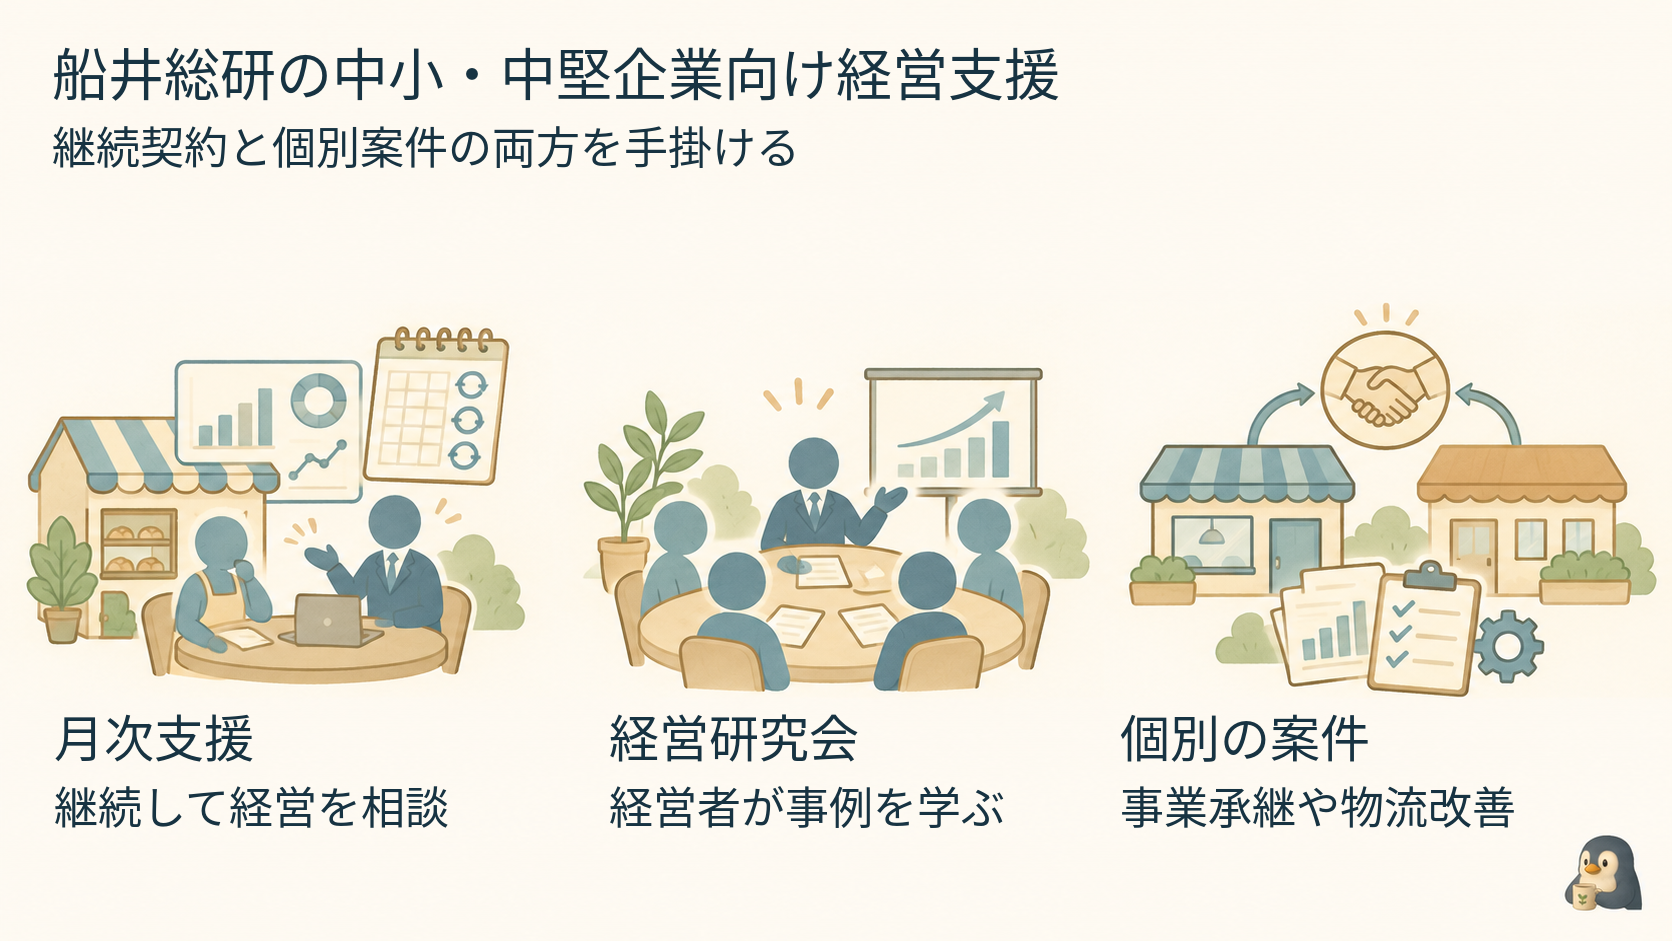 船井総研の中小・中堅企業向け経営支援
継続契約と個別案件の両方を手掛ける
月次支援
継続して経営を相談
経営研究会
経営者が事例を学ぶ
個別の案件
事業承継や物流改善